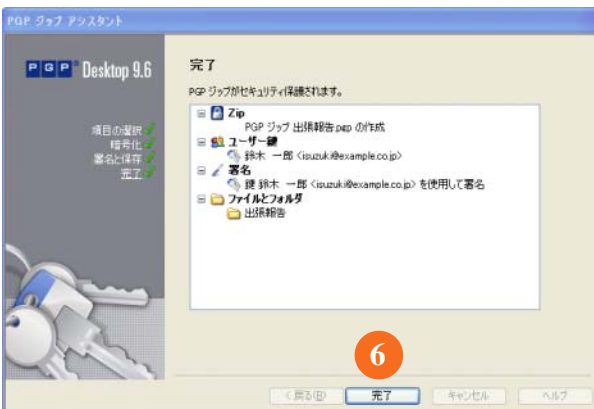 PGP ジップ アシスタント
PGP Desktop 9.6
項目の選択
暗号化
署名と保存
完了
完了
PGP ジップがセキュリティ保護されます。
Zip
PGP ジップ 出張報告.pgp の作成
ユーザー鍵
鈴木 一郎 <isuzuki@example.co.jp>
署名
鍵 鈴木 一郎 <isuzuki@example.co.jp> を使用して署名
ファイルとフォルダ
出張報告
6
< 戻る(B)
完了
キャンセル
ヘルプ